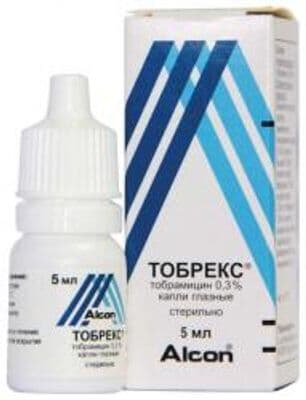 ТОБРЕКС®
тобрамицин 0,3%
капли глазные
стерильно
5 мл
Alcon®
5 мл
Alcon®
ТОБРЕКС®
тобрамицин 0,3%
капли глазные
стерильно